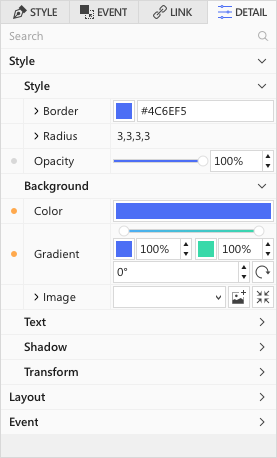 STYLE EVENT LINK DETAIL
Search
Style
Style
Border #4C6EF5
Radius 3,3,3,3
Opacity 100%
Background
Color
Gradient 100% 100%
0°
Image
Text
Shadow
Transform
Layout
Event